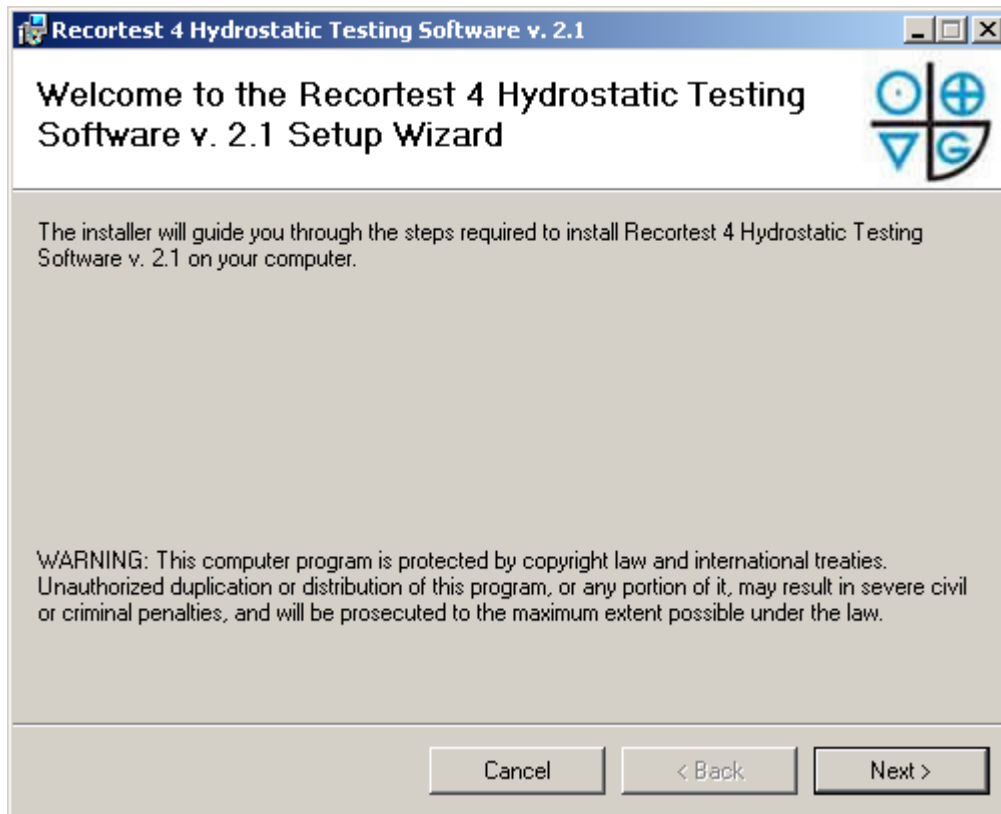 Recortest 4 Hydrostatic Testing Software v. 2.1
Welcome to the Recortest 4 Hydrostatic Testing
Software v. 2.1 Setup Wizard
G
The installer will guide you through the steps required to install Recortest 4 Hydrostatic Testing
Software v. 2.1 on your computer.
WARNING: This computer program is protected by copyright law and international treaties.
Unauthorized duplication or distribution of this program, or any portion of it, may result in severe civil
or criminal penalties, and will be prosecuted to the maximum extent possible under the law.
Cancel
< Back
Next >